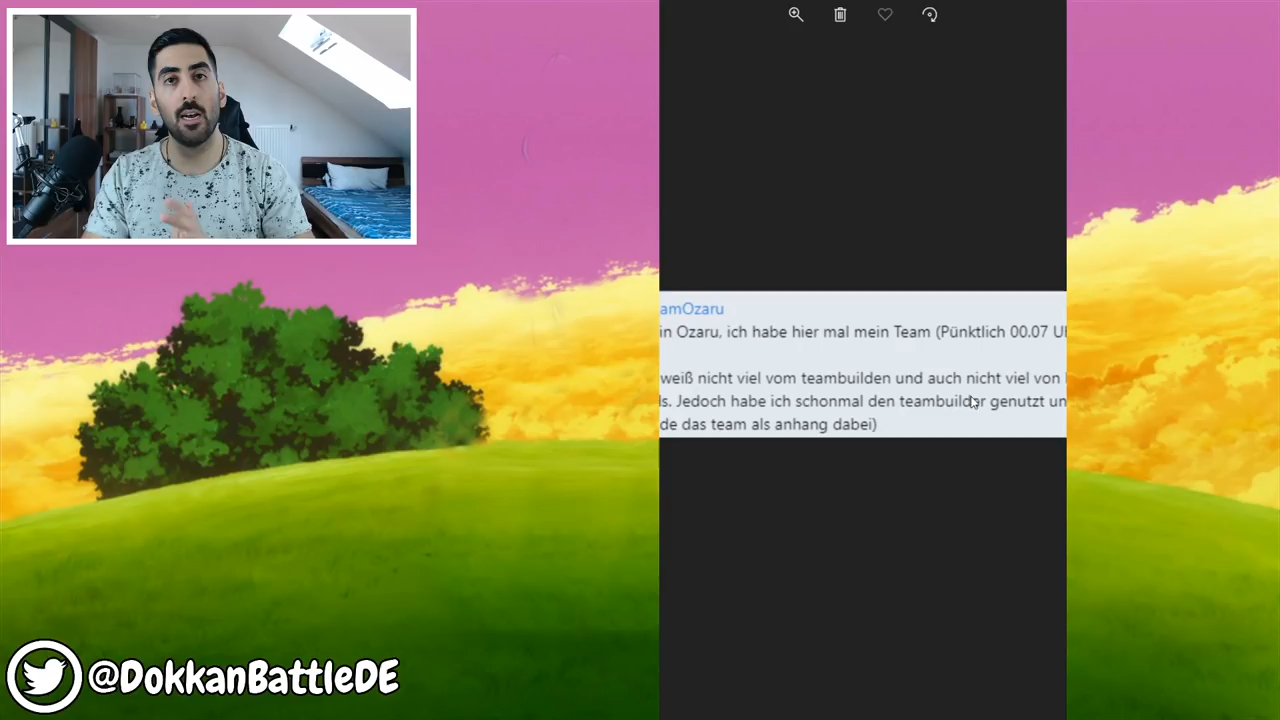 amOzaru
in Ozaru, ich habe hier mal mein Team (Pünktlich 00.07
weiß nicht viel vom teambuilden und auch nicht viel von
ls. Jedoch habe ich schonmal den teambuilder genutzt
de das team als anhang dabei)
@DokkanBattleDE